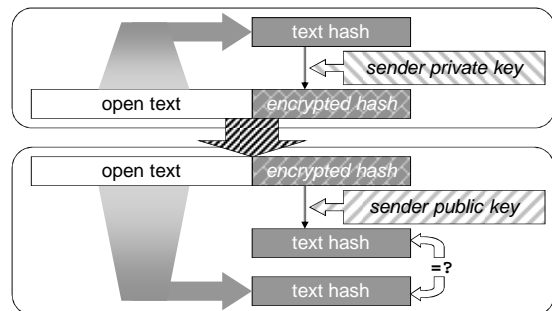 text hash
sender private key
open text encrypted hash
open text encrypted hash
sender public key
text hash
=?
text hash